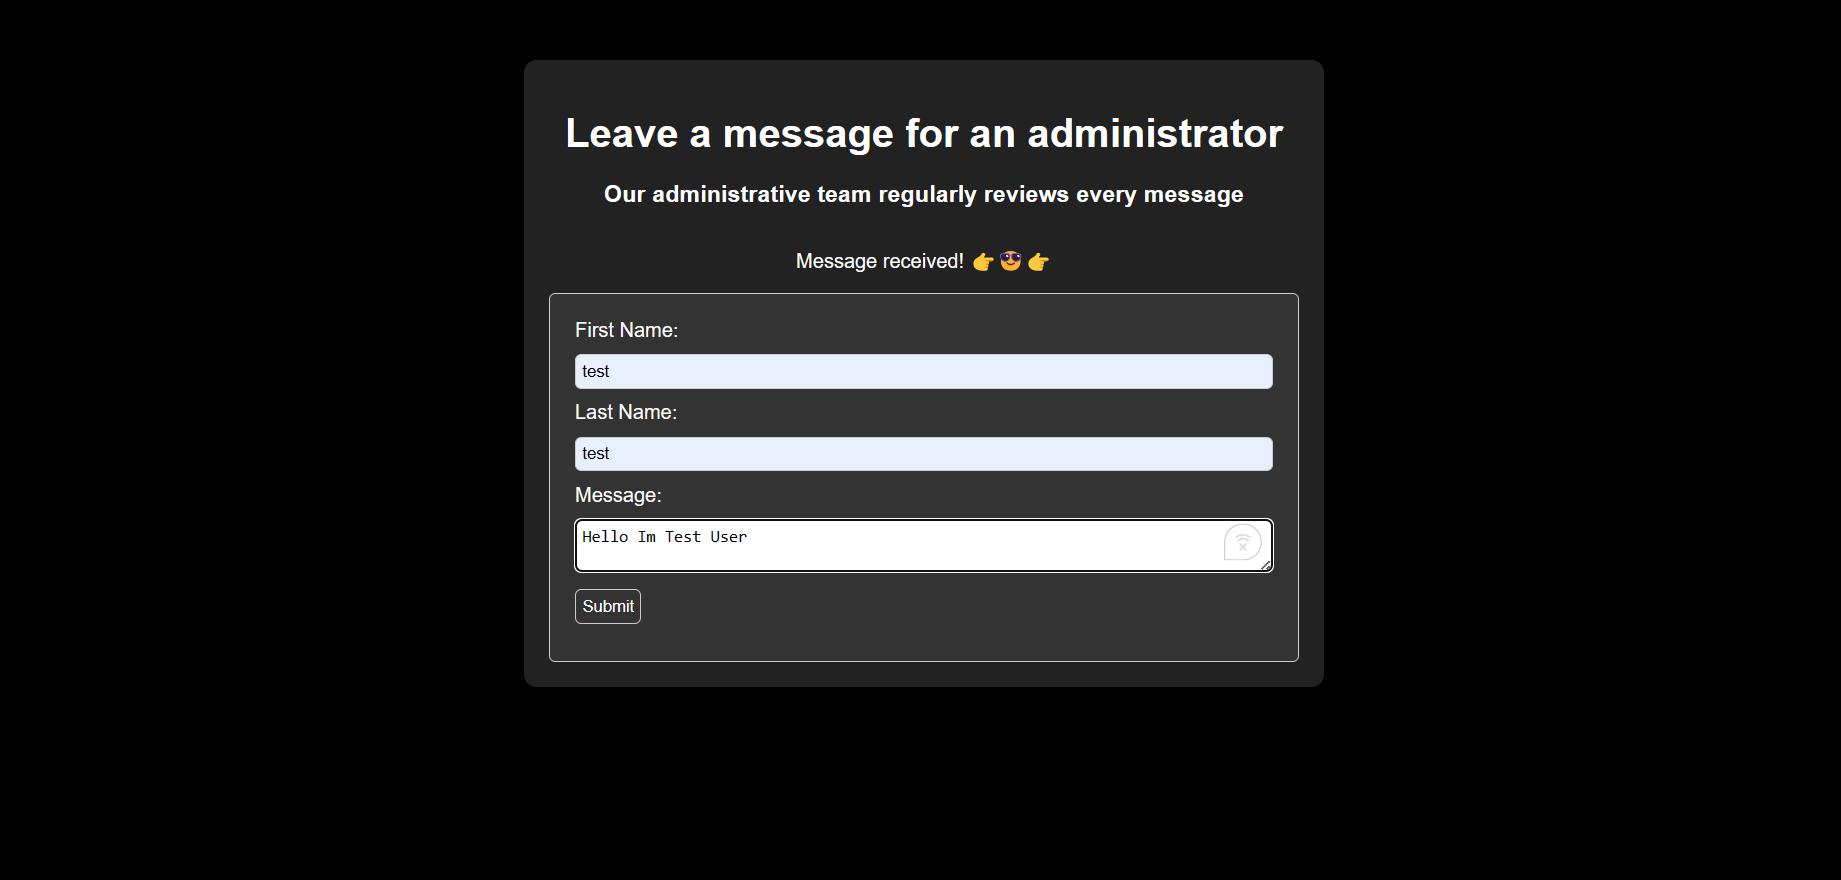 Leave a message for an administrator
Our administrative team regularly reviews every message
Message received! 👉😎👉
First Name:
test
Last Name:
test
Message:
Hello Im Test User
Submit